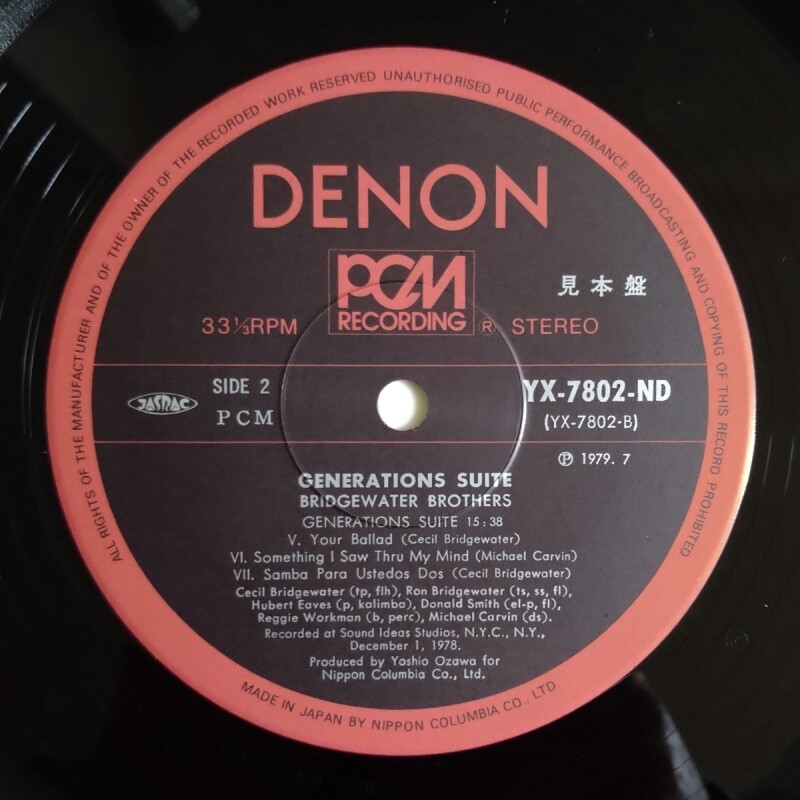 ALL RIGHTS OF THE MANUFACTURER AND OF THE OWNER OF THE RECORDED WORK RESERVED UNAUTHORISED PUBLIC PERFORMANCE BROADCASTING AND COPYING OF THIS RECORD PROHIBITED
DENON
PCM
RECORDING
見本盤
33⅓RPM ® STEREO
JASRAC
SIDE 2
PCM
YX-7802-ND
(YX-7802-B)
℗ 1979. 7
GENERATIONS SUITE
BRIDGEWATER BROTHERS
GENERATIONS SUITE 15:38
V. Your Ballad (Cecil Bridgewater)
VI. Something I Saw Thru My Mind (Michael Carvin)
VII. Samba Para Ustedos Dos (Cecil Bridgewater)
Cecil Bridgewater (tp, flh), Ron Bridgewater (ts, ss, fl),
Hubert Eaves (p, kalimba), Donald Smith (el-p, fl),
Reggie Workman (b, perc), Michael Carvin (ds).
Recorded at Sound Ideas Studios, N.Y.C., N.Y.,
December 1, 1978.
Produced by Yoshio Ozawa for
Nippon Columbia Co., Ltd.
MADE IN JAPAN BY NIPPON COLUMBIA CO., LTD.